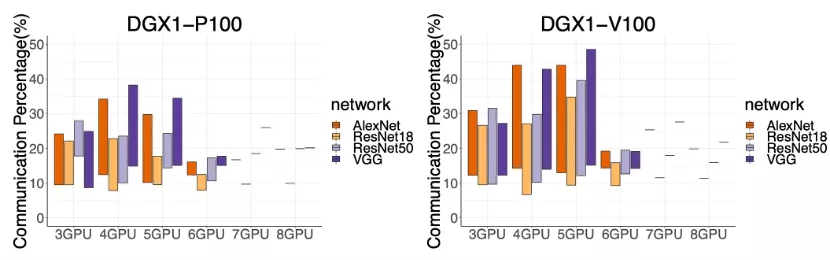 DGX1-P100
Communication Percentage(%)
50
40
30
20
10
0
3GPU 4GPU 5GPU 6GPU 7GPU 8GPU
network
AlexNet
ResNet18
ResNet50
VGG
DGX1-V100
Communication Percentage(%)
50
40
30
20
10
0
3GPU 4GPU 5GPU 6GPU 7GPU 8GPU
network
AlexNet
ResNet18
ResNet50
VGG